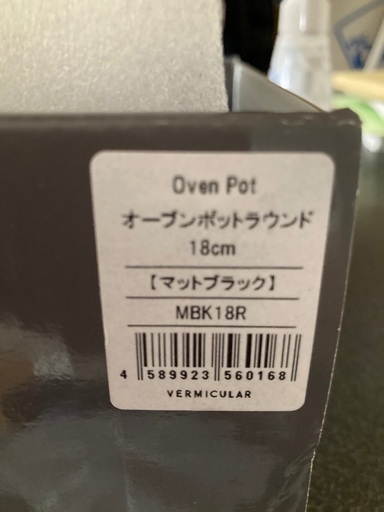 Oven Pot
オーブンポットラウンド
18cm
【マットブラック】
MBK18R
4 589923 560168
VERMICULAR